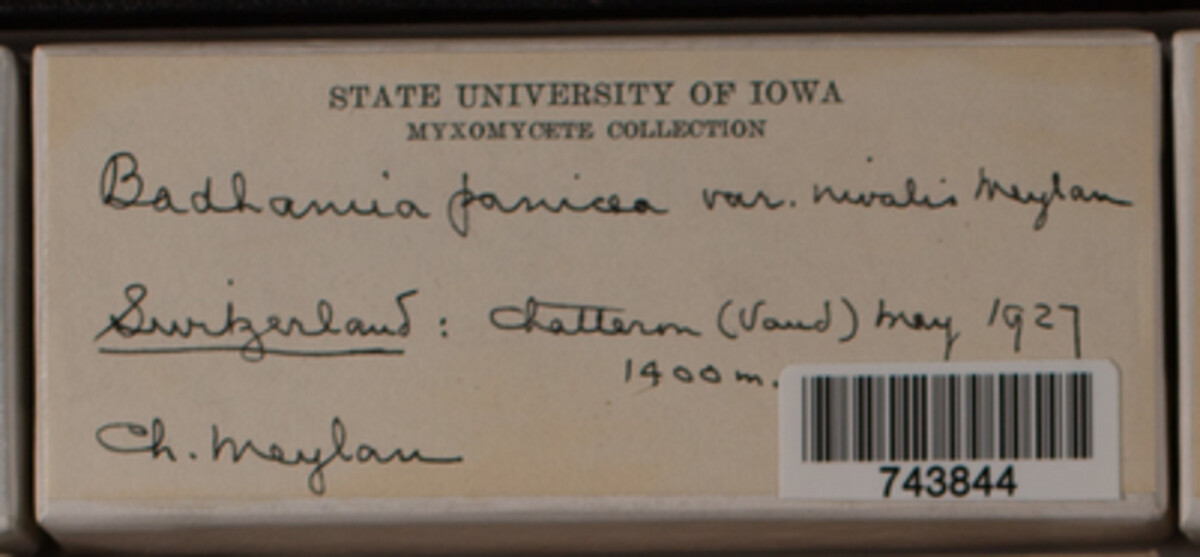 STATE UNIVERSITY OF IOWA
MYXOMYCETE COLLECTION
Badhamia panicea var. nivalis Meylan
Switzerland: Chatteron (Vaud) May 1927
1400 m.
Ch. Meylan
743844